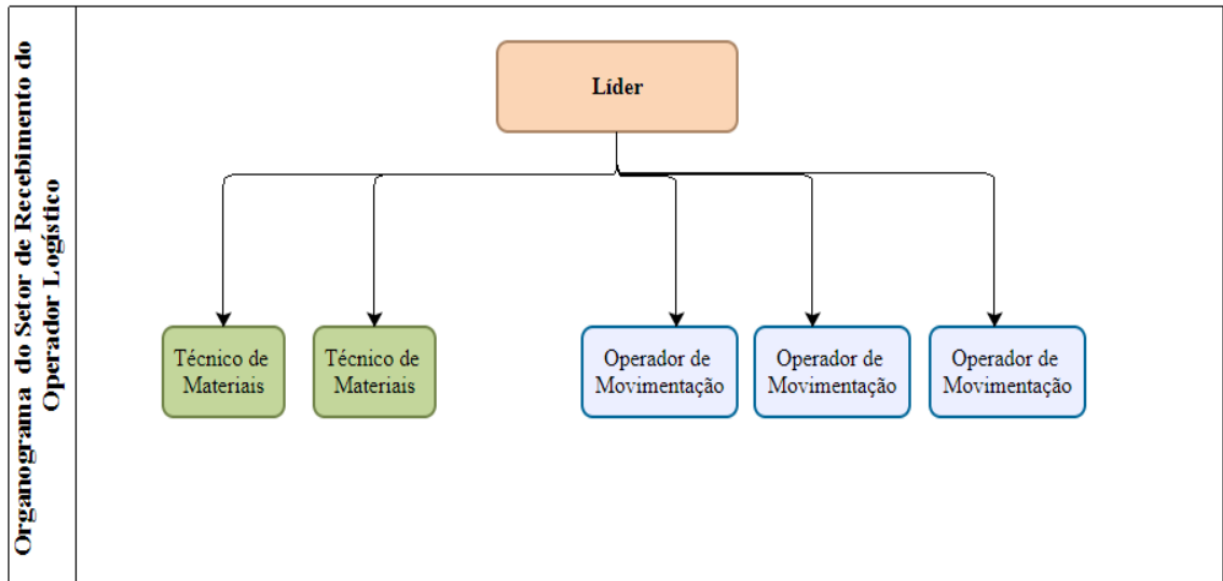 Organograma do Setor de Recebimento do
Operador Logístico
Líder
Técnico de
Materiais
Técnico de
Materiais
Operador de
Movimentação
Operador de
Movimentação
Operador de
Movimentação